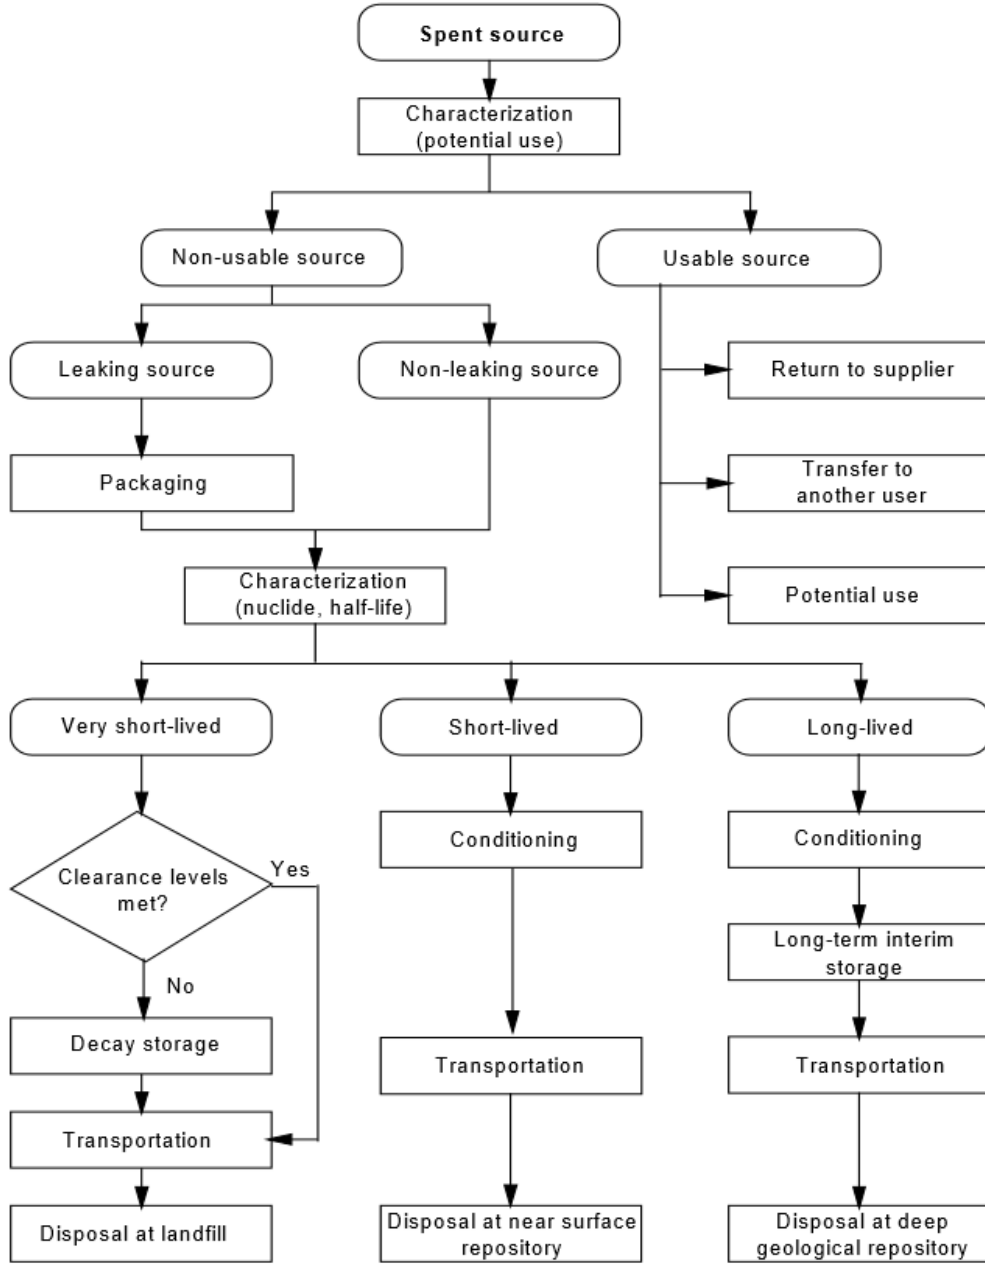 Spent source
Characterization
(potential use)
Non-usable source
Usable source
Leaking source
Non-leaking source
Return to supplier
Packaging
Transfer to
another user
Characterization
(nuclide, half-life)
Potential use
Very short-lived
Short-lived
Long-lived
Clearance levels
met?
Yes
Conditioning
Conditioning
No
Long-term interim
storage
Decay storage
Transportation
Transportation
Transportation
Disposal at landfill
Disposal at near surface
repository
Disposal at deep
geological repository